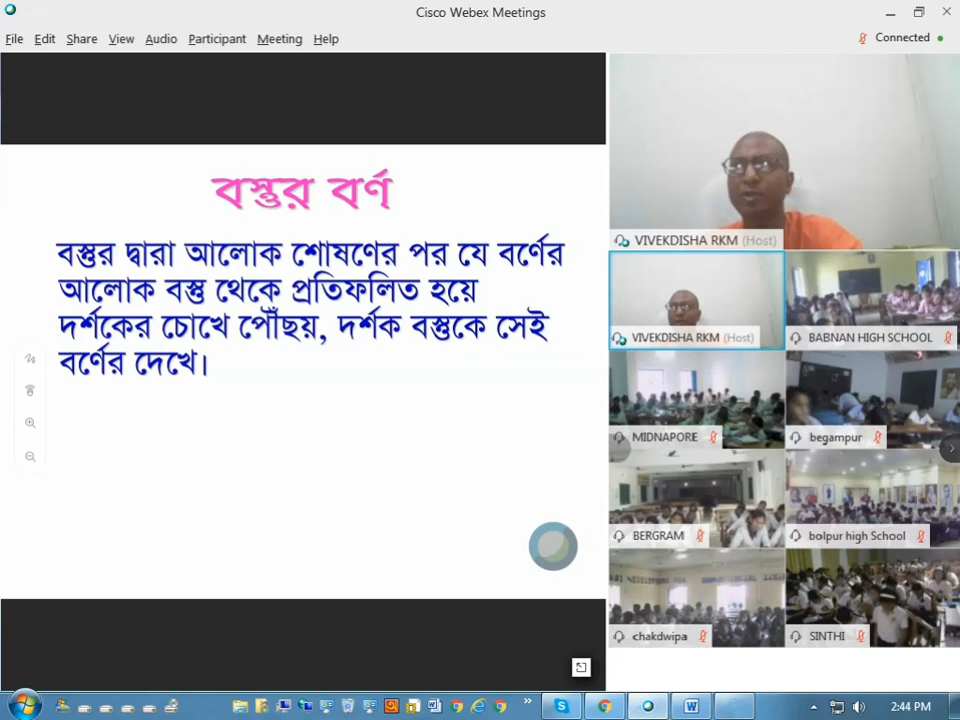 Cisco Webex Meetings
File Edit Share View Audio Participant Meeting Help
Connected
বস্তুর বর্ণ
বস্তুর দ্বারা আলোক শোষণের পর যে বর্ণের
আলোক বস্তু থেকে প্রতিফলিত হয়ে
দর্শকের চোখে পৌঁছয়, দর্শক বস্তুকে সেই
বর্ণের দেখে।
VIVEKDISHA RKM (Host)
VIVEKDISHA RKM (Host)
BABNAN HIGH SCHOOL
MIDNAPORE
begampur
BERGRAM
bolpur high School
chakdwipa
SINTHI
2:44 PM